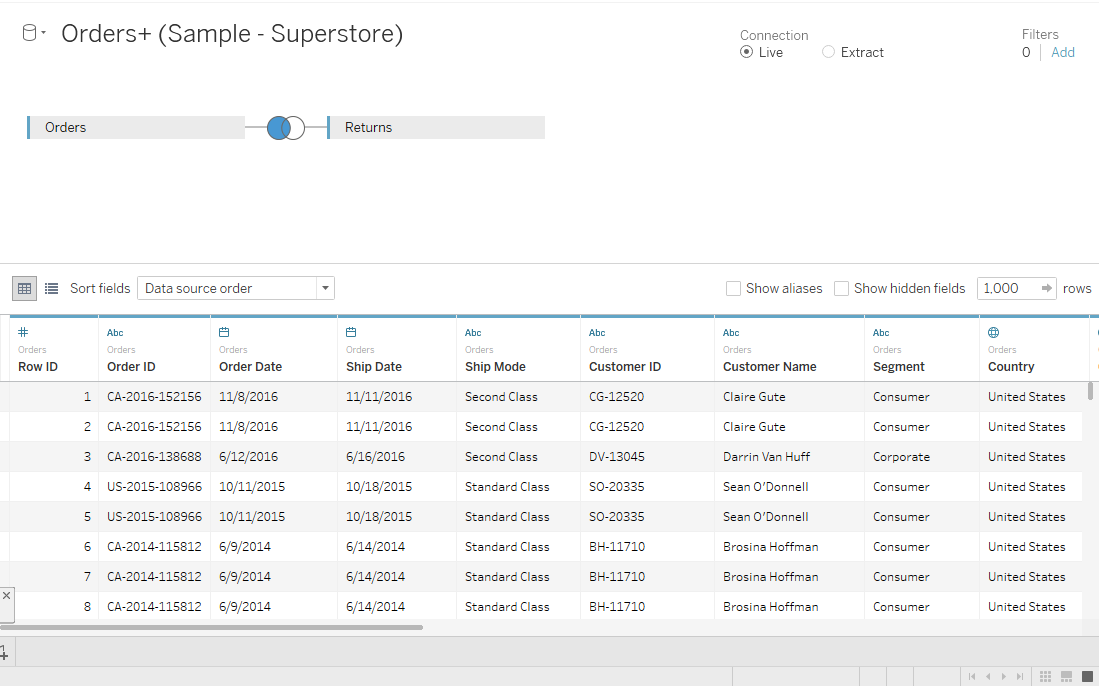 Orders+ (Sample - Superstore)
Connection
Live Extract
Filters
0 Add
Orders Returns
Sort fields Data source order Show aliases Show hidden fields 1,000 rows
# Abc Abc Abc Abc Abc
Orders Orders Orders Orders Orders Orders Orders Orders Orders
Row ID Order ID Order Date Ship Date Ship Mode Customer ID Customer Name Segment Country
1 CA-2016-152156 11/8/2016 11/11/2016 Second Class CG-12520 Claire Gute Consumer United States
2 CA-2016-152156 11/8/2016 11/11/2016 Second Class CG-12520 Claire Gute Consumer United States
3 CA-2016-138688 6/12/2016 6/16/2016 Second Class DV-13045 Darrin Van Huff Corporate United States
4 US-2015-108966 10/11/2015 10/18/2015 Standard Class SO-20335 Sean O'Donnell Consumer United States
5 US-2015-108966 10/11/2015 10/18/2015 Standard Class SO-20335 Sean O'Donnell Consumer United States
6 CA-2014-115812 6/9/2014 6/14/2014 Standard Class BH-11710 Brosina Hoffman Consumer United States
7 CA-2014-115812 6/9/2014 6/14/2014 Standard Class BH-11710 Brosina Hoffman Consumer United States
8 CA-2014-115812 6/9/2014 6/14/2014 Standard Class BH-11710 Brosina Hoffman Consumer United States